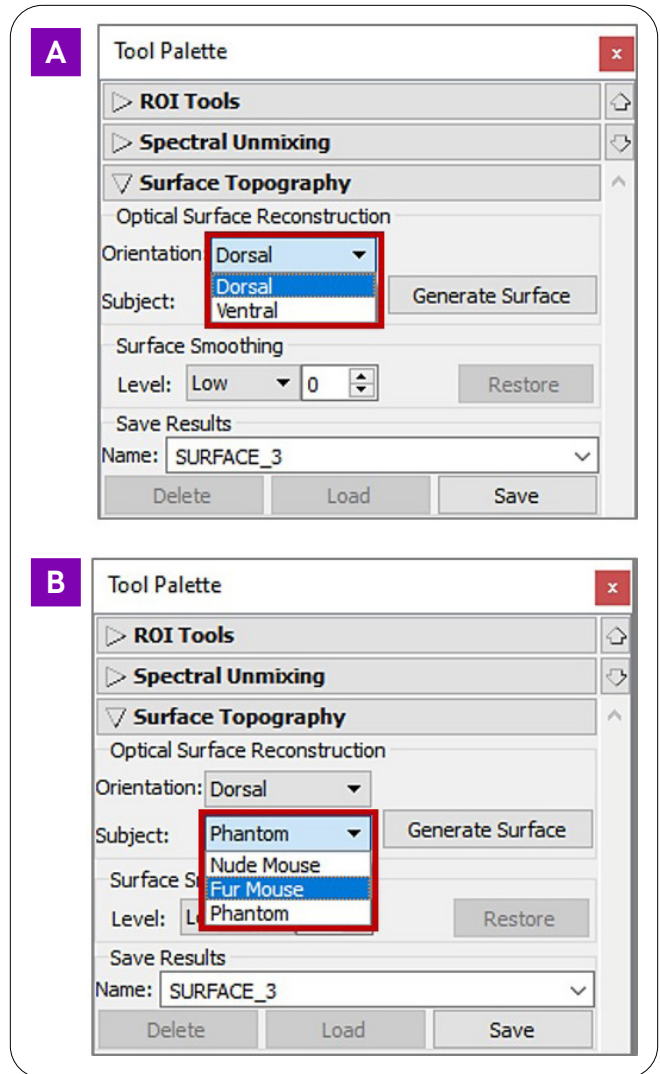 A
Tool Palette
x
ROI Tools
Spectral Unmixing
Surface Topography
Optical Surface Reconstruction
Orientation: Dorsal
Dorsal
Subject: Generate Surface
Ventral
Surface Smoothing
Level: Low 0 Restore
Save Results
Name: SURFACE_3
Delete Load Save
B
Tool Palette
x
ROI Tools
Spectral Unmixing
Surface Topography
Optical Surface Reconstruction
Orientation: Dorsal
Subject: Phantom Generate Surface
Nude Mouse
Surface S
Fur Mouse
Level: L Phantom Restore
Save Results
Name: SURFACE_3
Delete Load Save